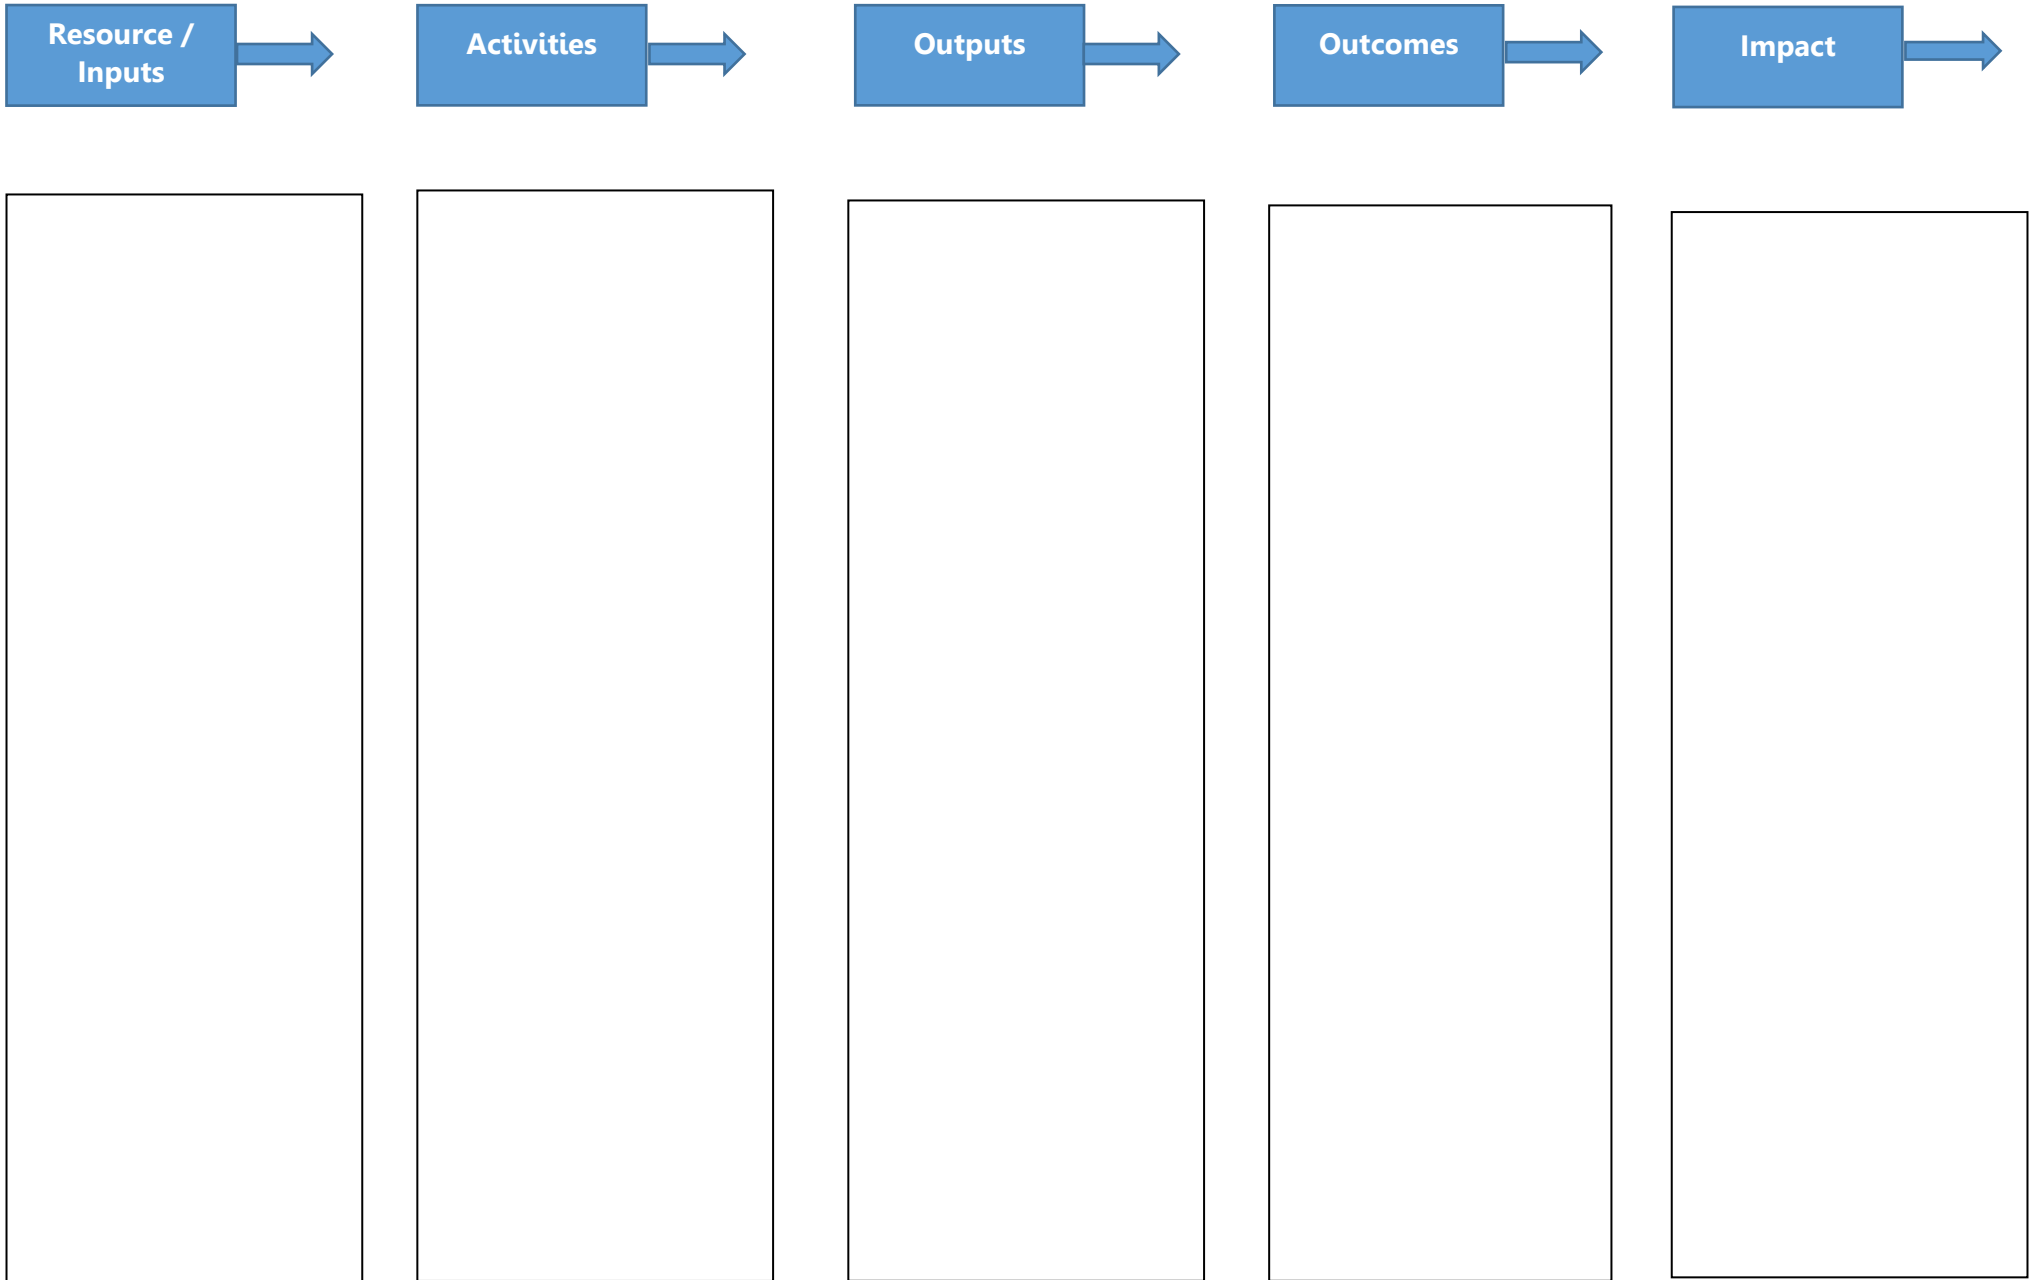 Resource /
Inputs
Activities
Outputs
Outcomes
Impact